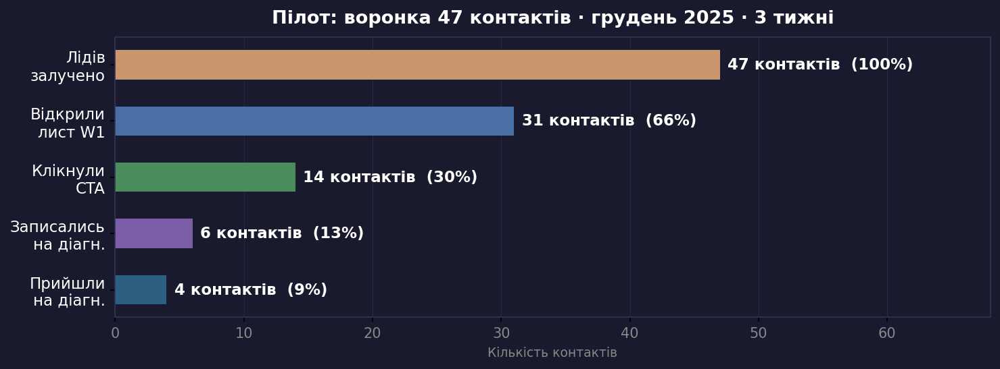 Пілот: воронка 47 контактів · грудень 2025 · 3 тижні
Лідів
залучено
47 контактів (100%)
Відкрили
лист W1
31 контактів (66%)
Клікнули
CTA
14 контактів (30%)
Записались
на діагн.
6 контактів (13%)
Прийшли
на діагн.
4 контактів (9%)
0 10 20 30 40 50 60
Кількість контактів